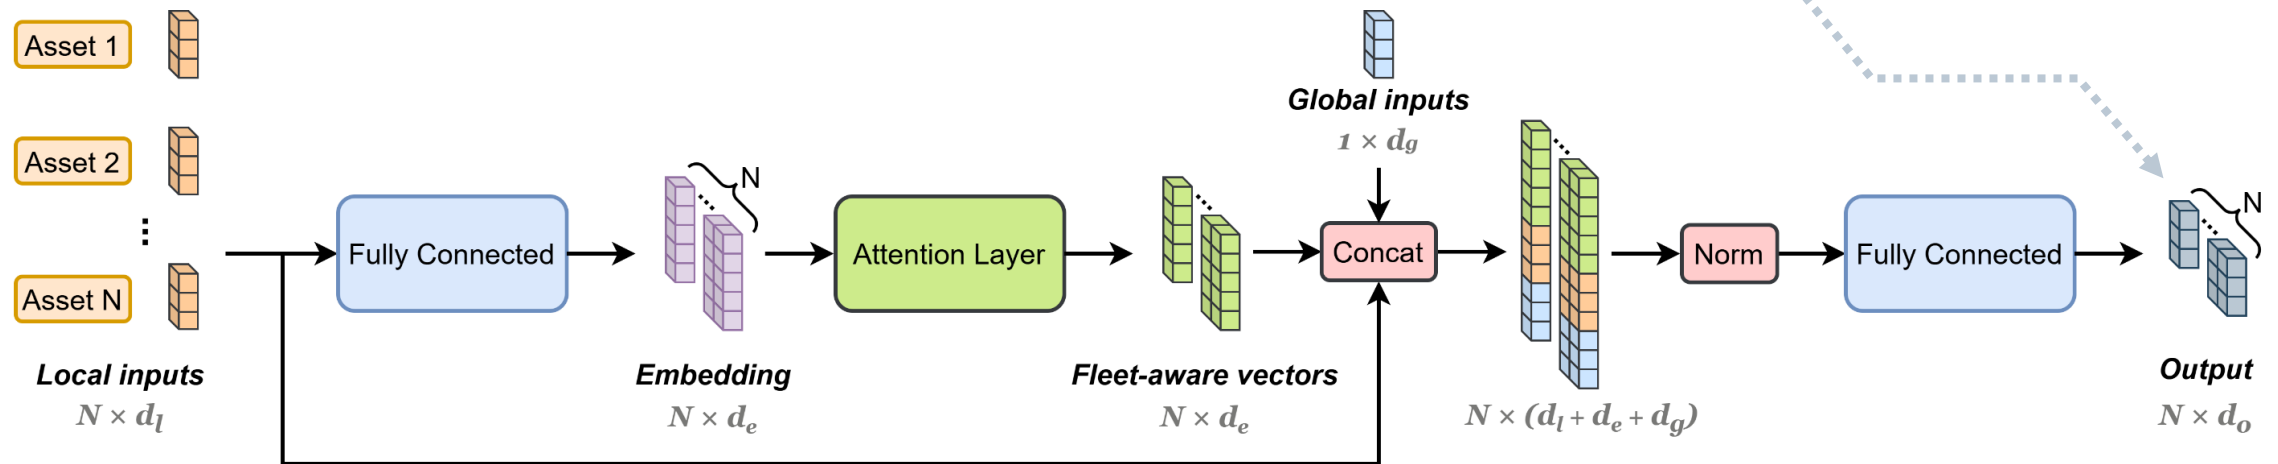 Asset 1
Asset 2
⋮
Asset N
Local inputs
N × d_l
Fully Connected
N
Embedding
N × d_e
Attention Layer
Fleet-aware vectors
N × d_e
Global inputs
1 × d_g
Concat
N × (d_l + d_e + d_g)
Norm
Fully Connected
N
Output
N × d_o